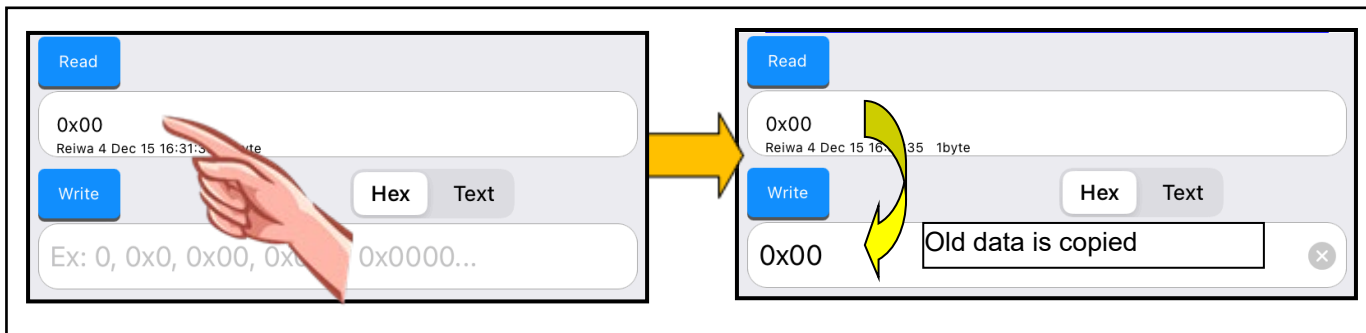 Read
0x00
Reiwa 4 Dec 15 16:31:3 yte
Write
Hex Text
Ex: 0, 0x0, 0x00, 0x0 0x0000...
Read
0x00
Reiwa 4 Dec 15 16: 35 1byte
Write
Hex Text
0x00
Old data is copied